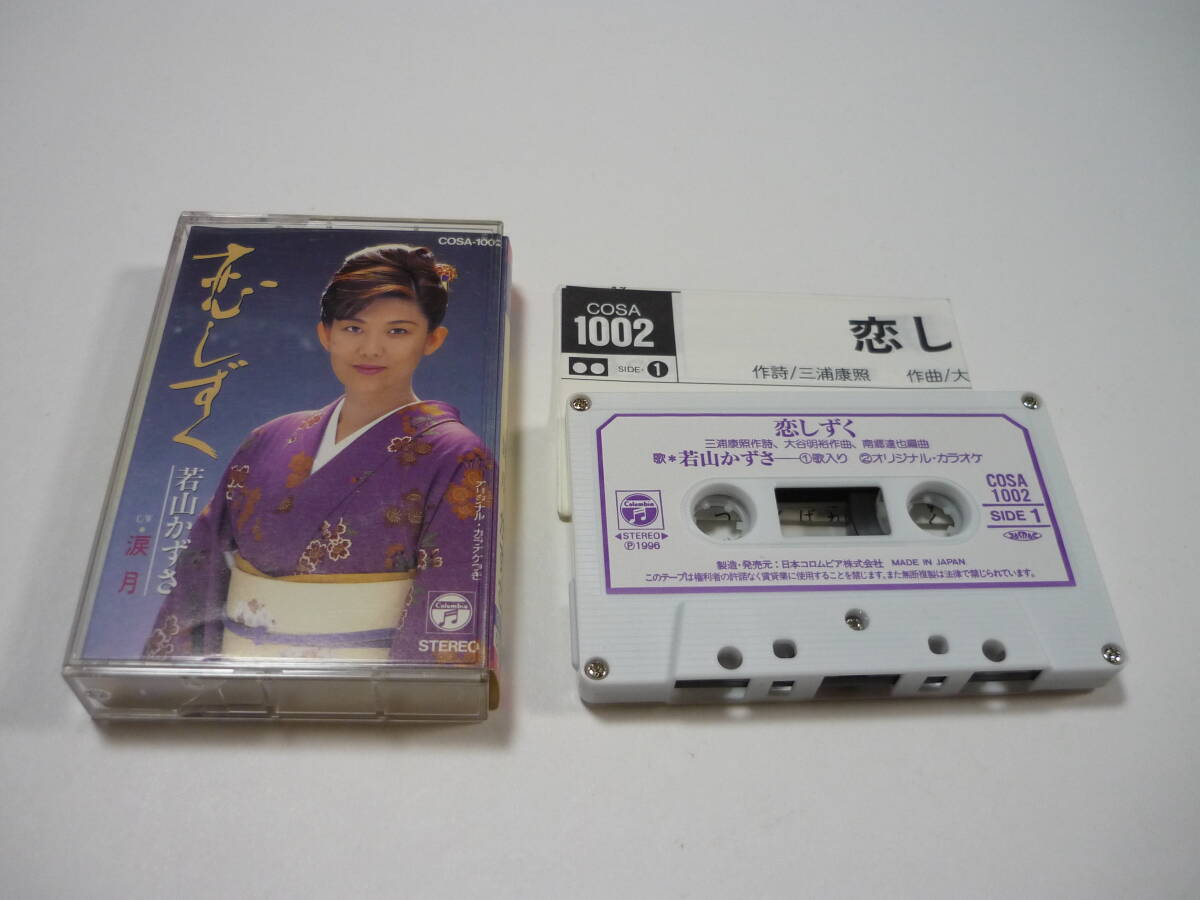 COSA-1002
恋しずく
若山かずさ
C/W・涙月
オリジナル・カラオケつき
Columbia
STEREO
COSA
1002
SIDE・1
恋し
作詩/三浦康照 作曲/大
恋しずく
三浦康照作詩、大谷明裕作曲、南郷達也編曲
歌*若山かずさ—①歌入り ②オリジナル・カラオケ
Columbia
◀STEREO▶
Ⓟ1996
COSA
1002
SIDE 1
製造・発売元:日本コロムビア株式会社 MADE IN JAPAN
このテープは権利者の許諾なく賃貸業に使用することを禁じます。また無断複製は法律で禁じられています。